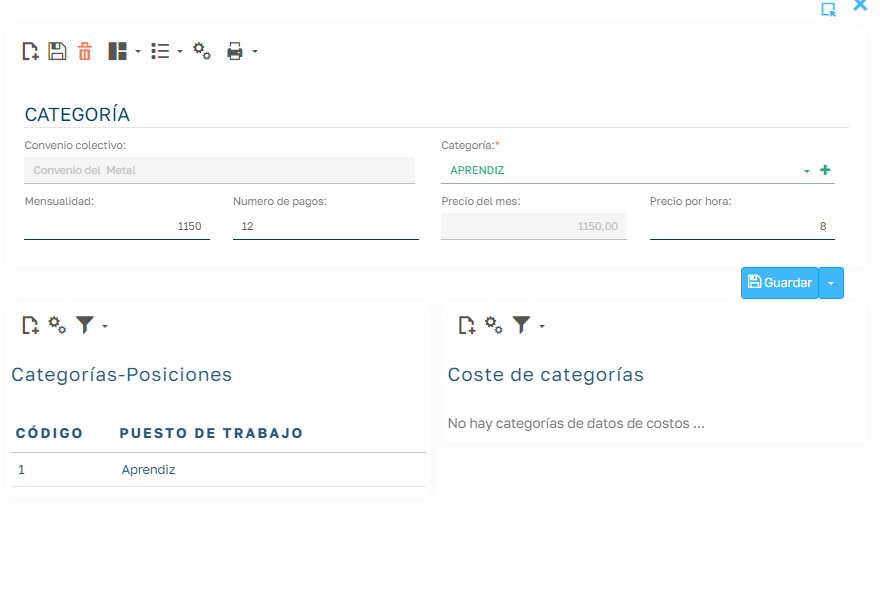 CATEGORÍA
Convenio colectivo: Categoría:*
Convenio del Metal APRENDIZ
Mensualidad: Numero de pagos: Precio del mes: Precio por hora:
1150 12 1150,00 8
Guardar
Categorías-Posiciones
CÓDIGO PUESTO DE TRABAJO
1 Aprendiz
Coste de categorías
No hay categorías de datos de costos ...